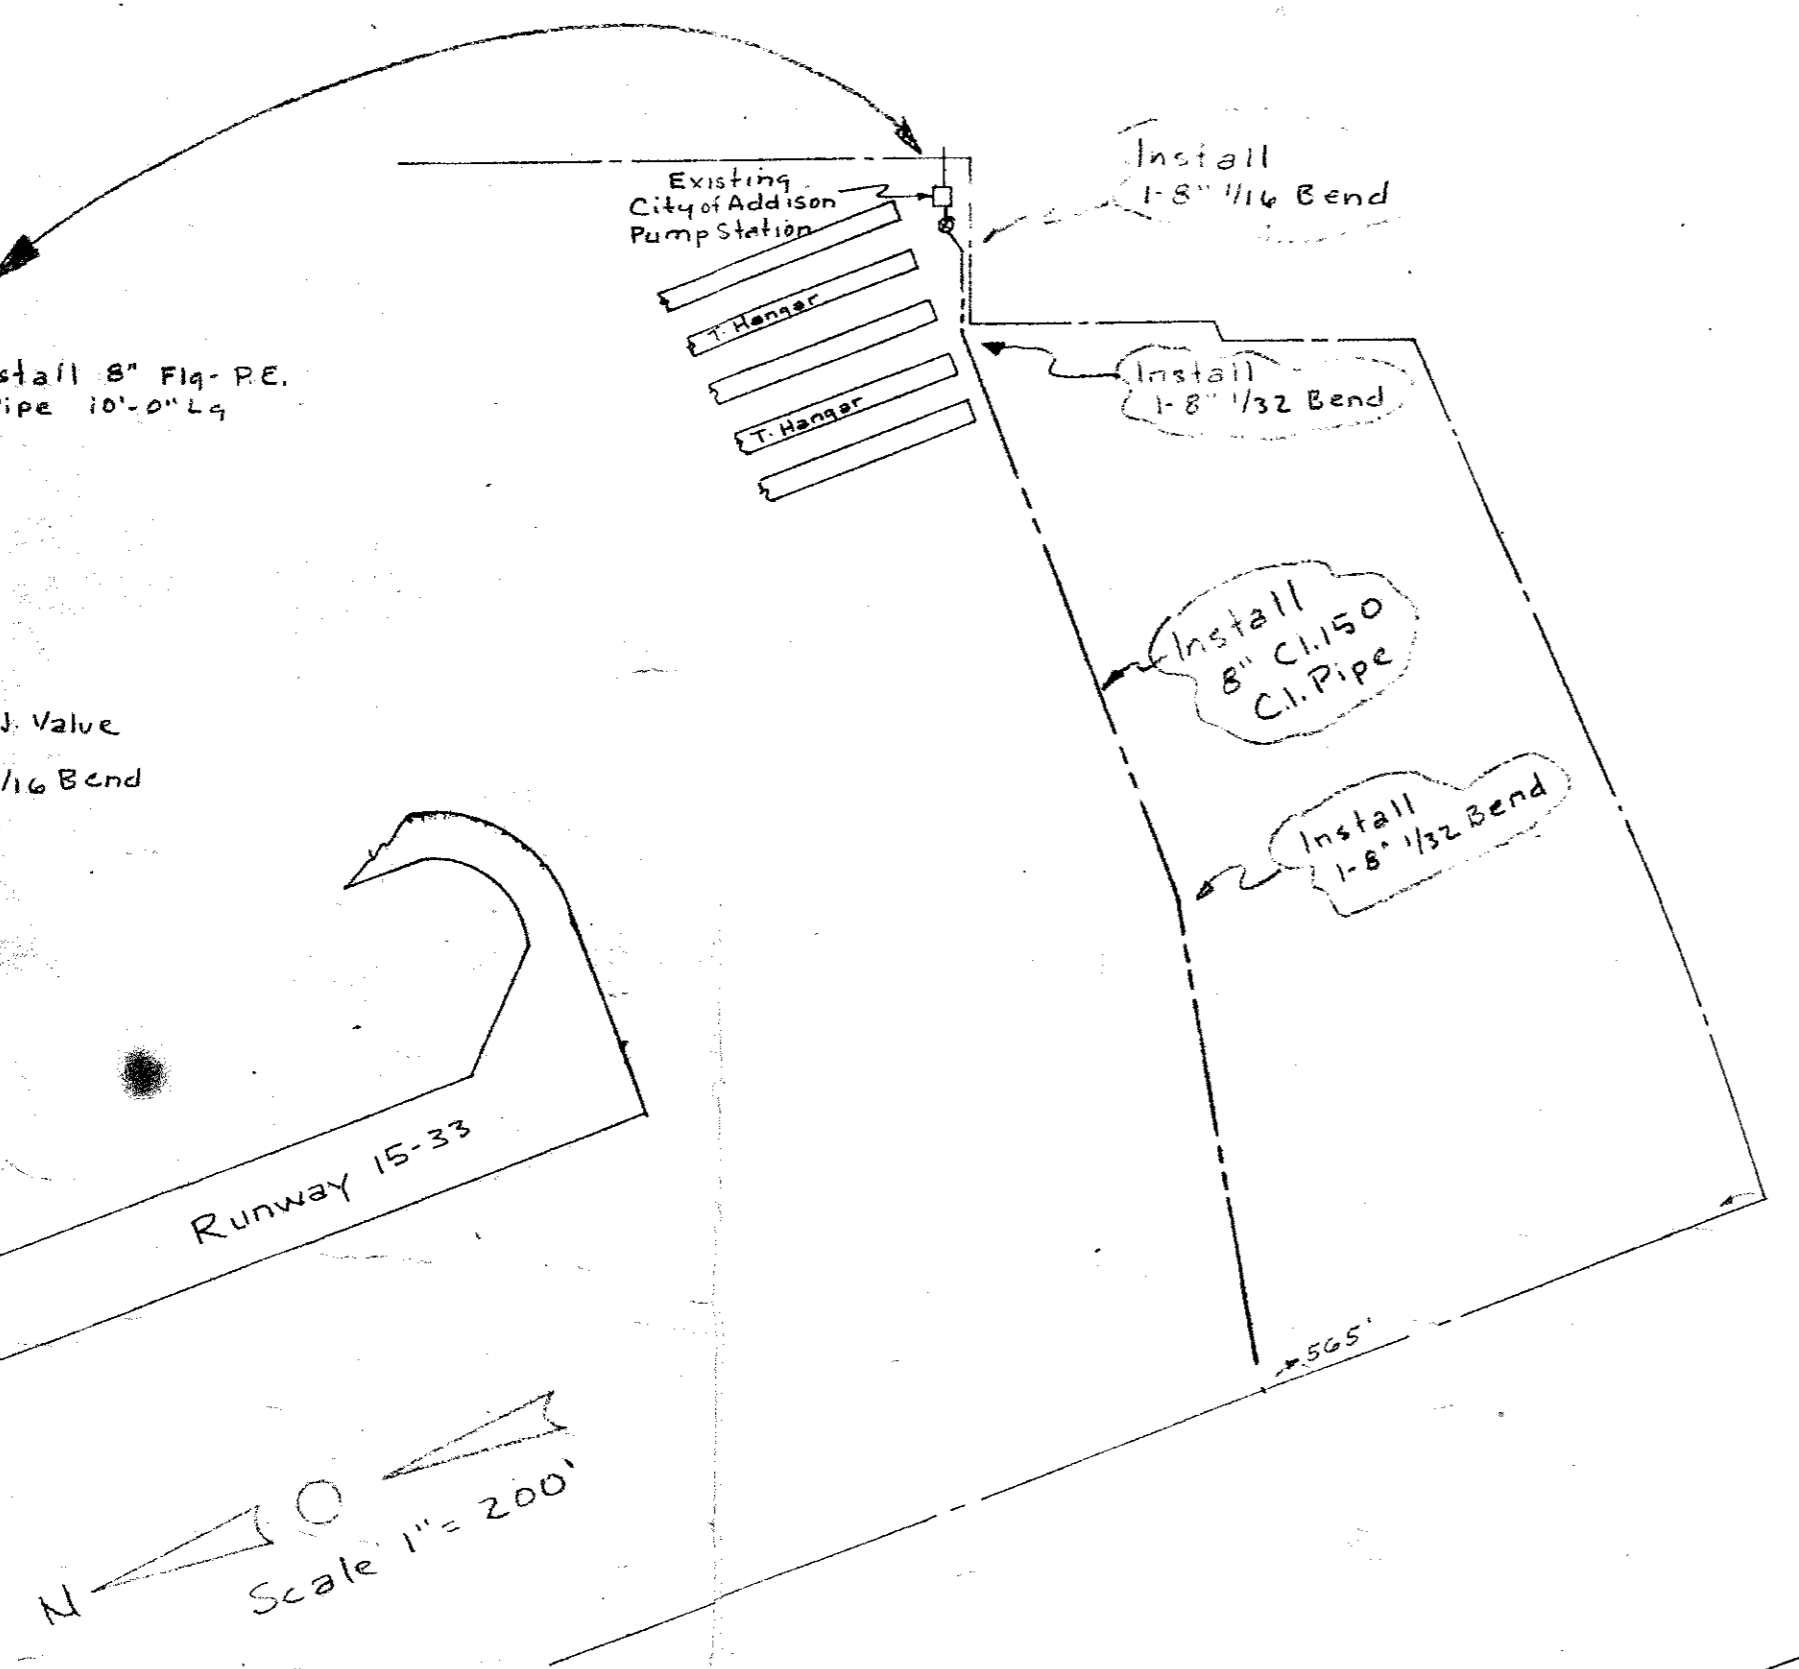 Install
1-8" 1/16 Bend
Existing
City of Addison
Pump Station
T. Hangar
T. Hangar
Install
1-8" 1/32 Bend
stall 8" Flg- P.E.
ipe 10'-0" Lg
Install
8" Cl.150
C.I. Pipe
J. Value
1/16 Bend
Install
1-8" 1/32 Bend
Runway 15-33
565'
N
Scale 1" = 200'